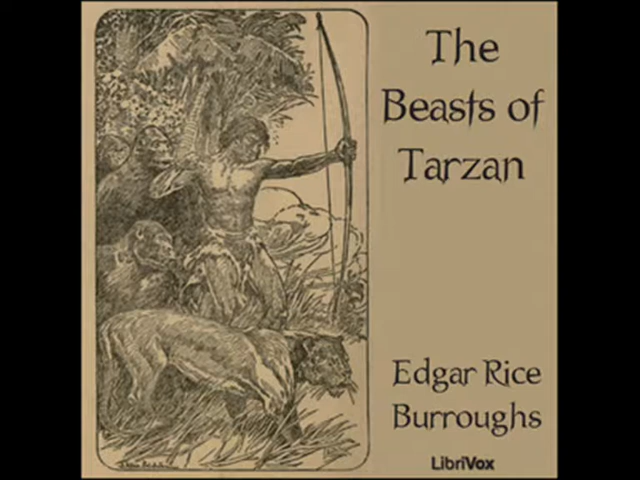 The
Beasts of
Tarzan
Edgar Rice
Burroughs
LibriVox